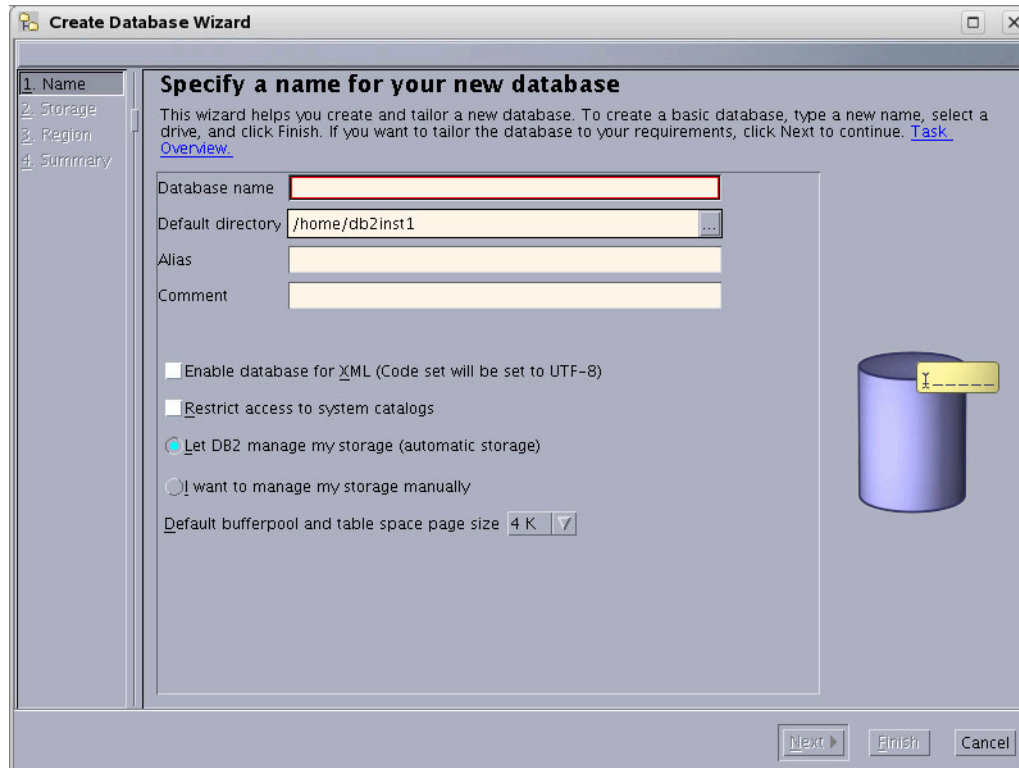 Create Database Wizard
1. Name
2. Storage
3. Region
4. Summary
Specify a name for your new database
This wizard helps you create and tailor a new database. To create a basic database, type a new name, select a
drive, and click Finish. If you want to tailor the database to your requirements, click Next to continue. Task
Overview.
Database name
Default directory /home/db2inst1 ...
Alias
Comment
Enable database for XML (Code set will be set to UTF-8)
Restrict access to system catalogs
Let DB2 manage my storage (automatic storage)
I want to manage my storage manually
Default bufferpool and table space page size 4 K
Next Finish Cancel